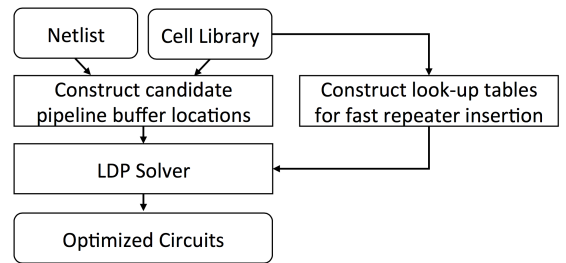 Netlist
Cell Library
Construct candidate
pipeline buffer locations
Construct look-up tables
for fast repeater insertion
LDP Solver
Optimized Circuits